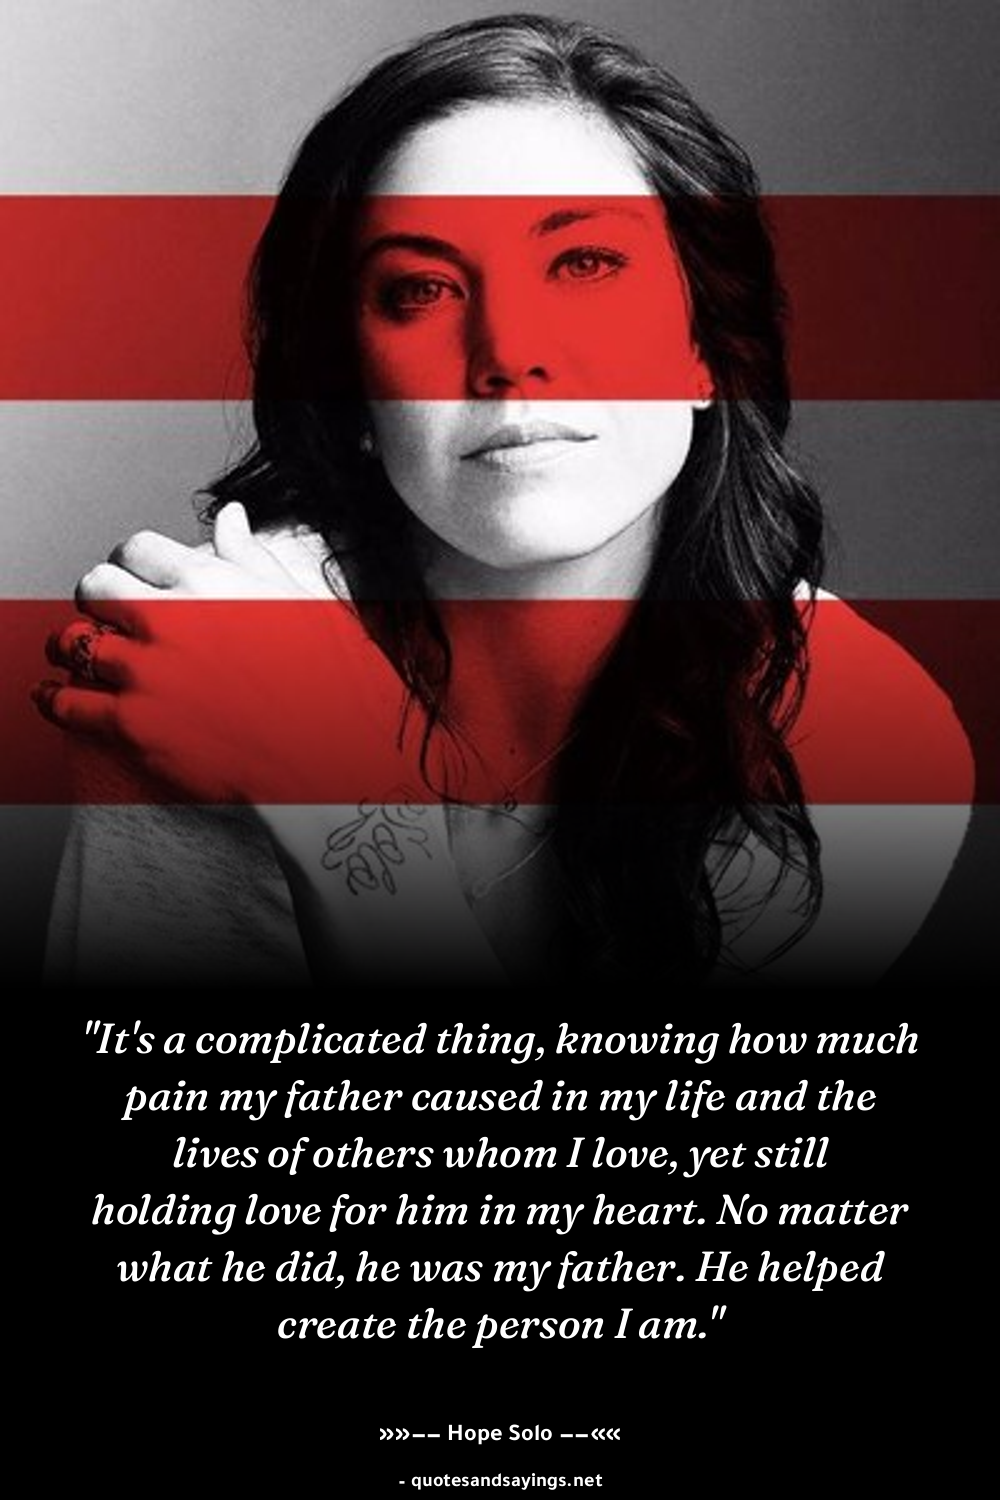 "It's a complicated thing, knowing how much
pain my father caused in my life and the
lives of others whom I love, yet still
holding love for him in my heart. No matter
what he did, he was my father. He helped
create the person I am."
»»−− Hope Solo −−««
- quotesandsayings.net